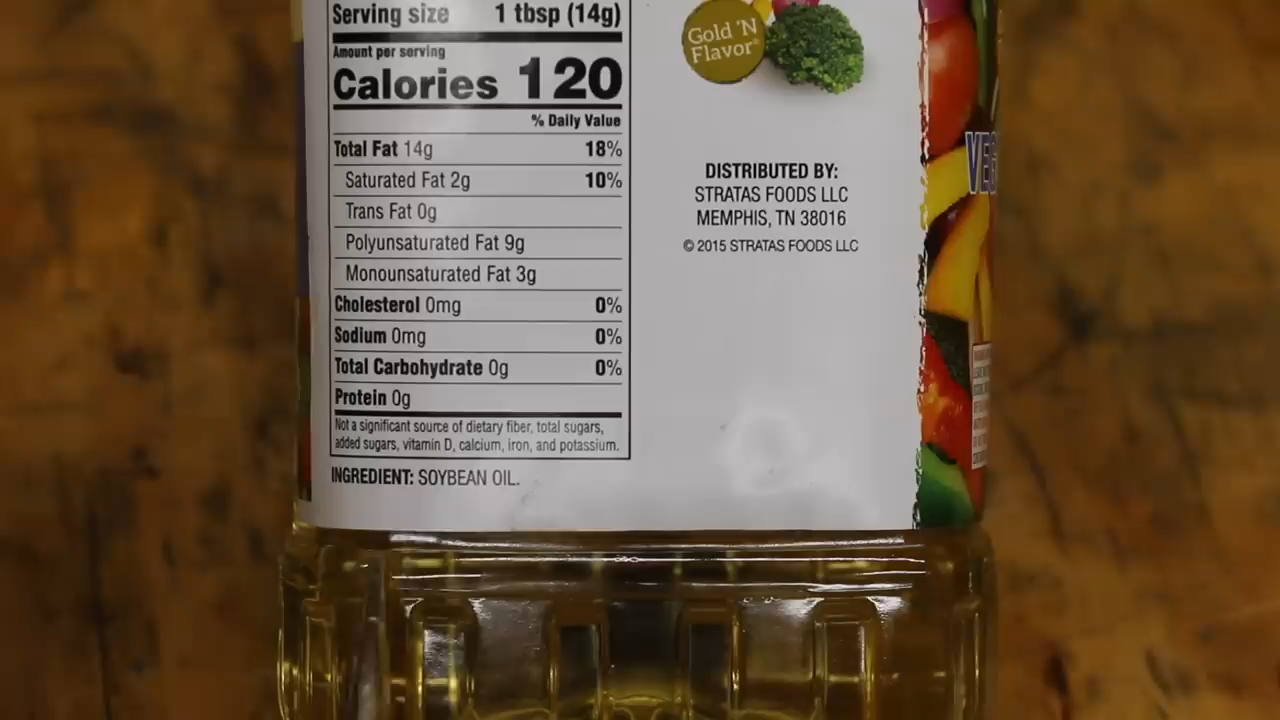 Serving size 1 tbsp (14g)
Amount per serving
Calories 120
% Daily Value
Total Fat 14g 18%
Saturated Fat 2g 10%
Trans Fat 0g
Polyunsaturated Fat 9g
Monounsaturated Fat 3g
Cholesterol 0mg 0%
Sodium 0mg 0%
Total Carbohydrate 0g 0%
Protein 0g
Not a significant source of dietary fiber, total sugars,
added sugars, vitamin D, calcium, iron, and potassium.
INGREDIENT: SOYBEAN OIL.
Gold 'N
Flavor®
DISTRIBUTED BY:
STRATAS FOODS LLC
MEMPHIS, TN 38016
© 2015 STRATAS FOODS LLC